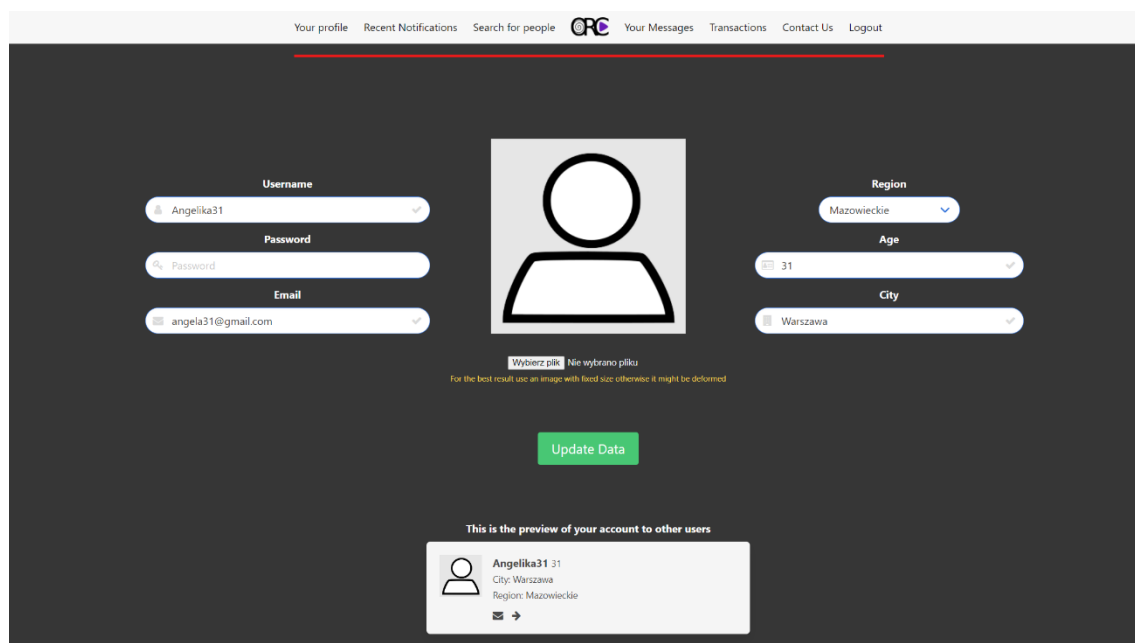 Your profile Recent Notifications Search for people CRC Your Messages Transactions Contact Us Logout
Username
Angelika31
Password
Password
Email
angela31@gmail.com
Region
Mazowieckie
Age
31
City
Warszawa
Wybierz plik Nie wybrano pliku
For the best result use an image with fixed size otherwise it might be deformed
Update Data
This is the preview of your account to other users
Angelika31 31
City: Warszawa
Region: Mazowieckie